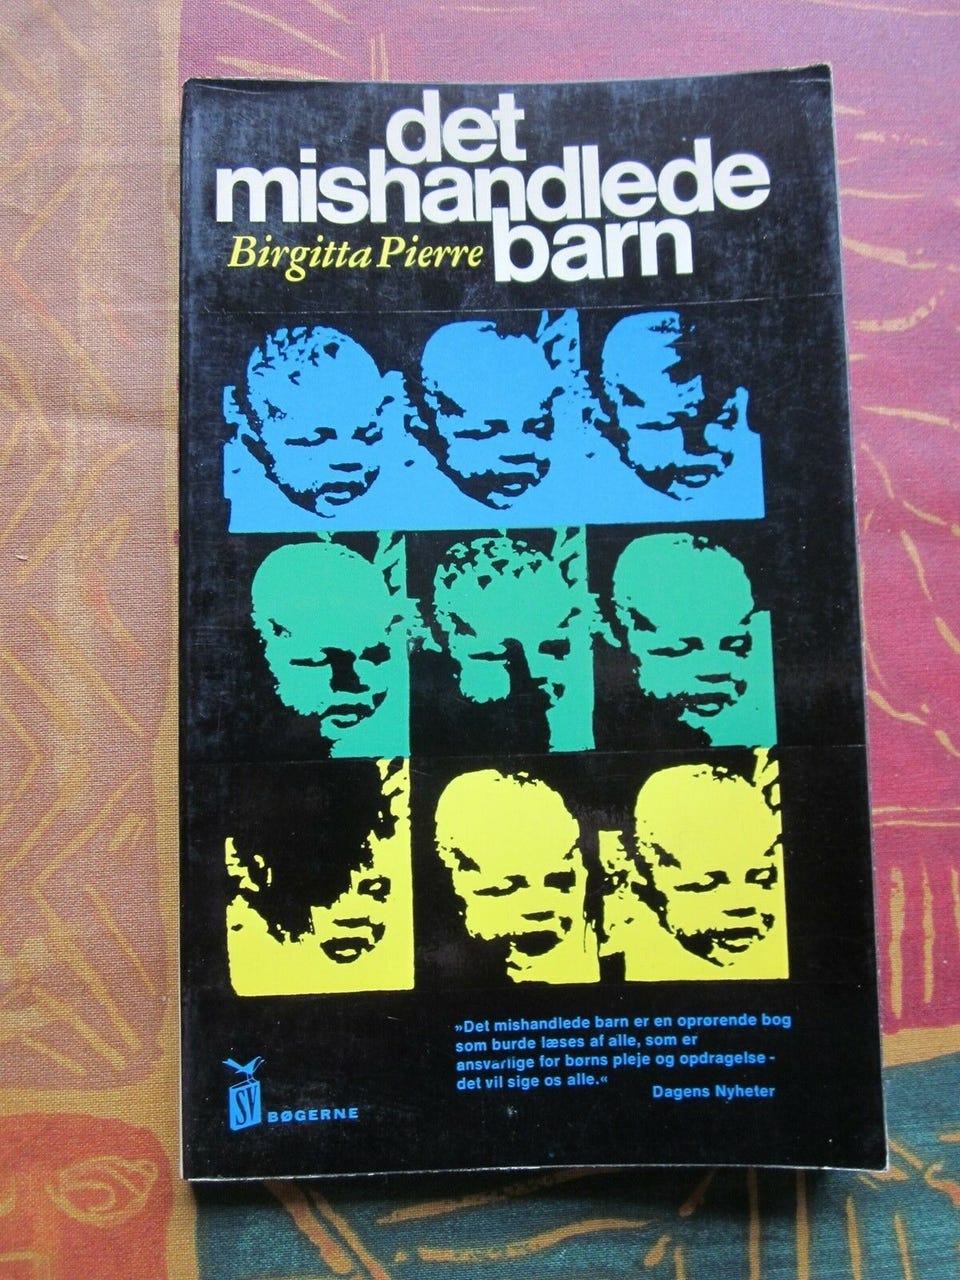 det
mishandlede
barn
Birgitta Pierre
»Det mishandlede barn er en oprørende bog
som burde læses af alle, som er
ansvarlige for børns pleje og opdragelse -
det vil sige os alle.«
Dagens Nyheter
SV
BØGERNE